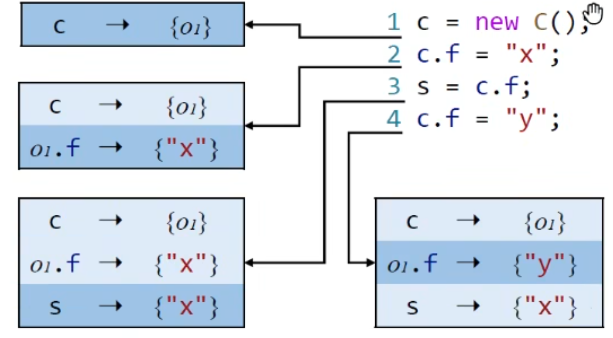 1 c = new C();
2 c.f = "x";
3 s = c.f;
4 c.f = "y";
c → {o1}
c → {o1}
o1.f → {"x"}
c → {o1}
o1.f → {"x"}
s → {"x"}
c → {o1}
o1.f → {"y"}
s → {"x"}